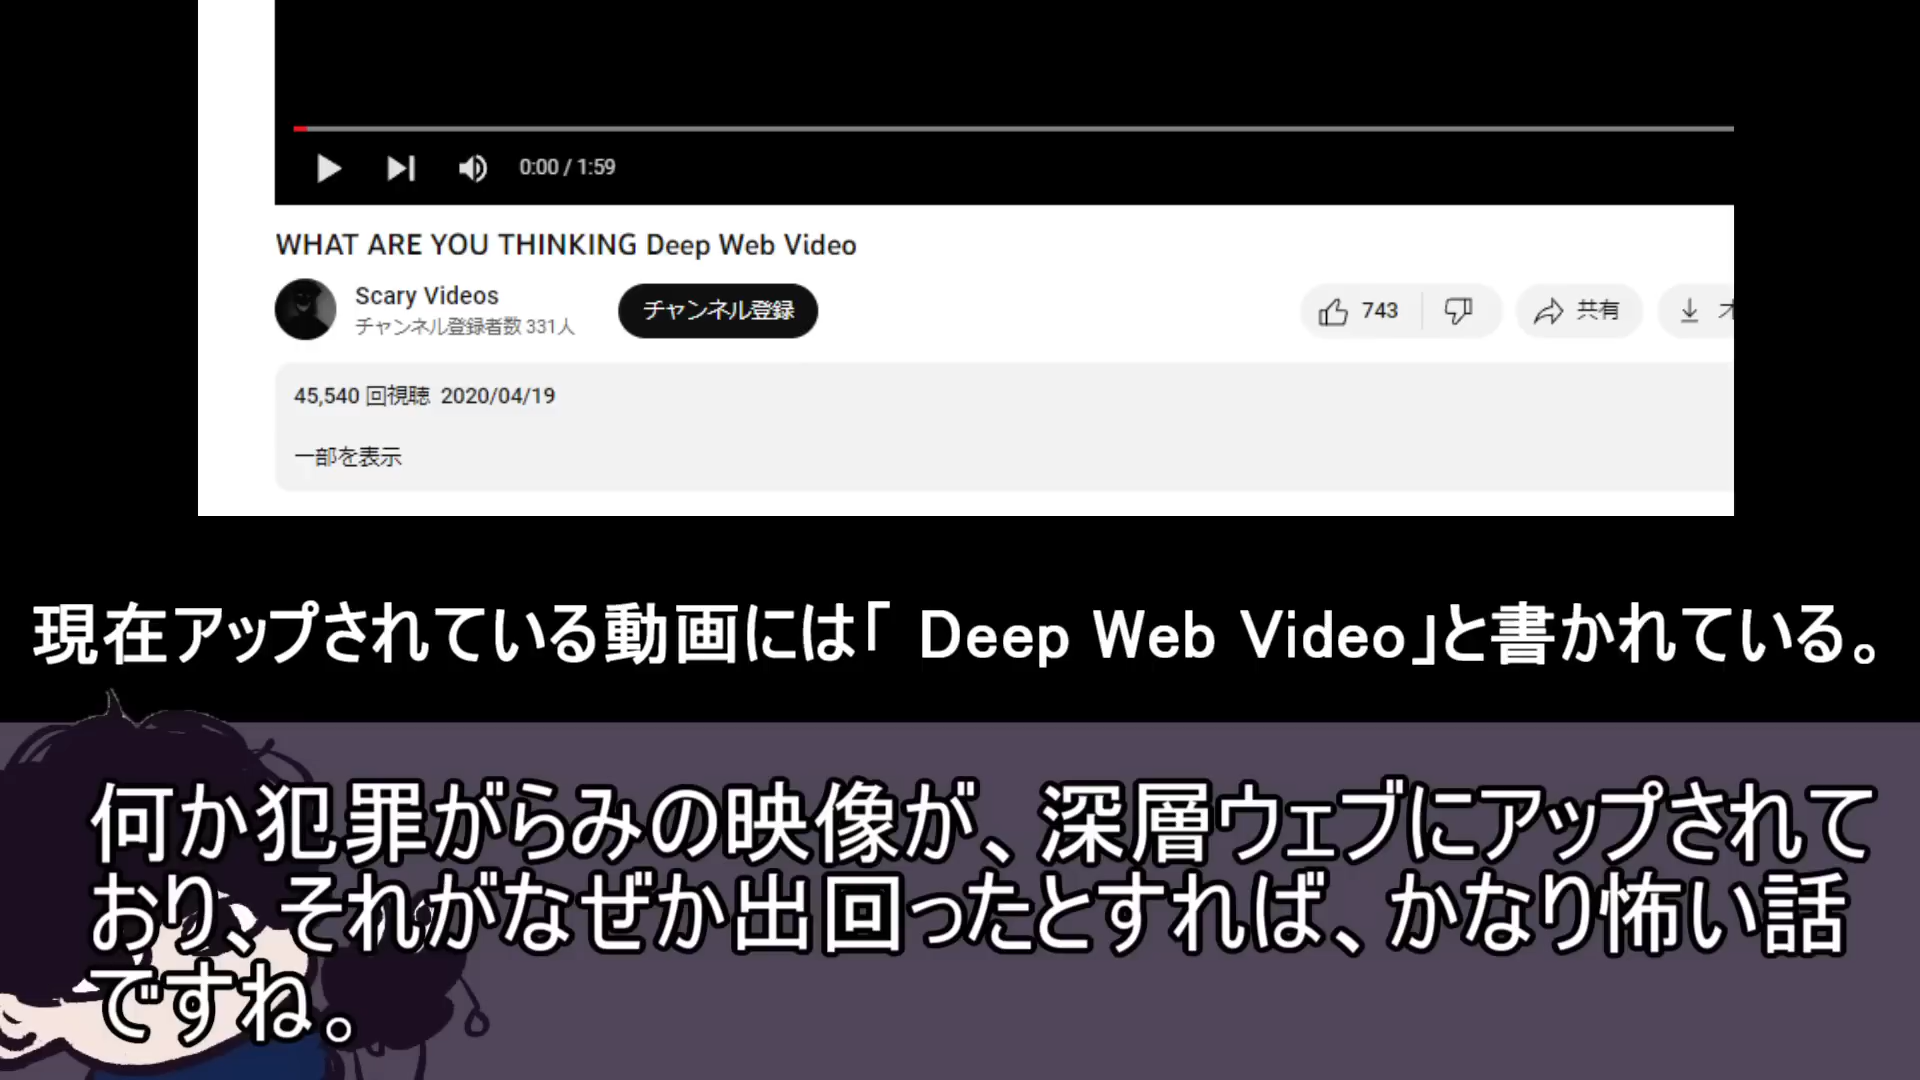 0:00 / 1:59
WHAT ARE YOU THINKING Deep Web Video
Scary Videos
チャンネル登録者数 331人
チャンネル登録
743
共有
オ
45,540 回視聴 2020/04/19
一部を表示
現在アップされている動画には「 Deep Web Video」と書かれている。
何か犯罪がらみの映像が、深層ウェブにアップされて
おり、それがなぜか出回ったとすれば、かなり怖い話
ですね。